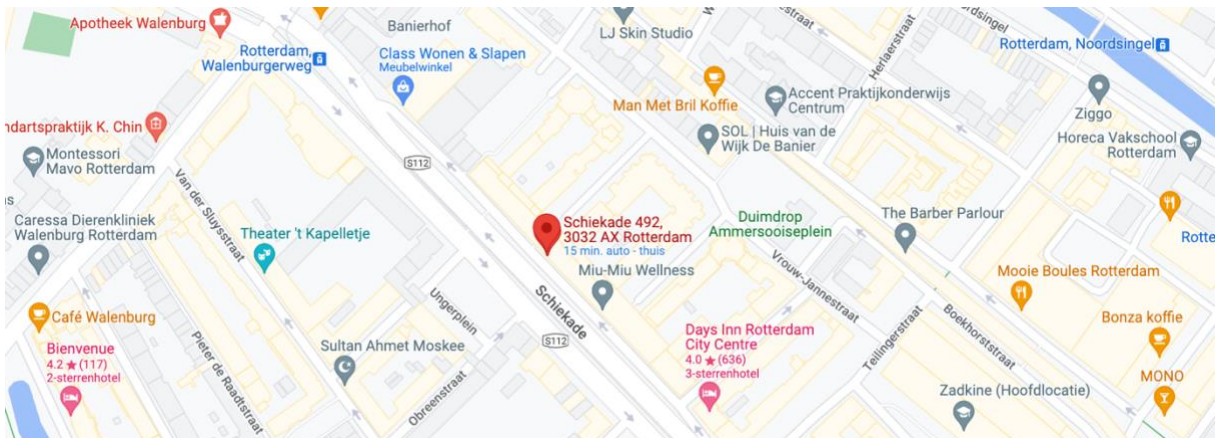 Apotheek Walenburg
Banierhof
LJ Skin Studio
Rotterdam,
Walenburgerweg
Class Wonen & Slapen
Meubelwinkel
Herlaerstraat
Rotterdam, Noordsingel
Man Met Bril Koffie
Accent Praktijkonderwijs
Centrum
Ziggo
ndartspraktijk K. Chin
SOL | Huis van de
Wijk De Banier
Horeca Vakschool
Rotterdam
Montessori
Mavo Rotterdam
S112
Van der Sluysstraat
Caressa Dierenkliniek
Walenburg Rotterdam
Theater 't Kapelletje
Schiekade 492,
3032 AX Rotterdam
15 min. auto - thuis
Duimdrop
Ammersooiseplein
The Barber Parlour
Rotte
Miu-Miu Wellness
Vrouw-Jannestraat
Mooie Boules Rotterdam
Café Walenburg
Ungerplein
Schiekade
Bienvenue
4.2 ★ (117)
2-sterrenhotel
Pieter de Raadtstraat
Sultan Ahmet Moskee
S112
Days Inn Rotterdam
City Centre
4.0 ★ (636)
3-sterrenhotel
Teilingerstraat
Boekhorststraat
Bonza koffie
Obreenstraat
Zadkine (Hoofdlocatie)
MONO